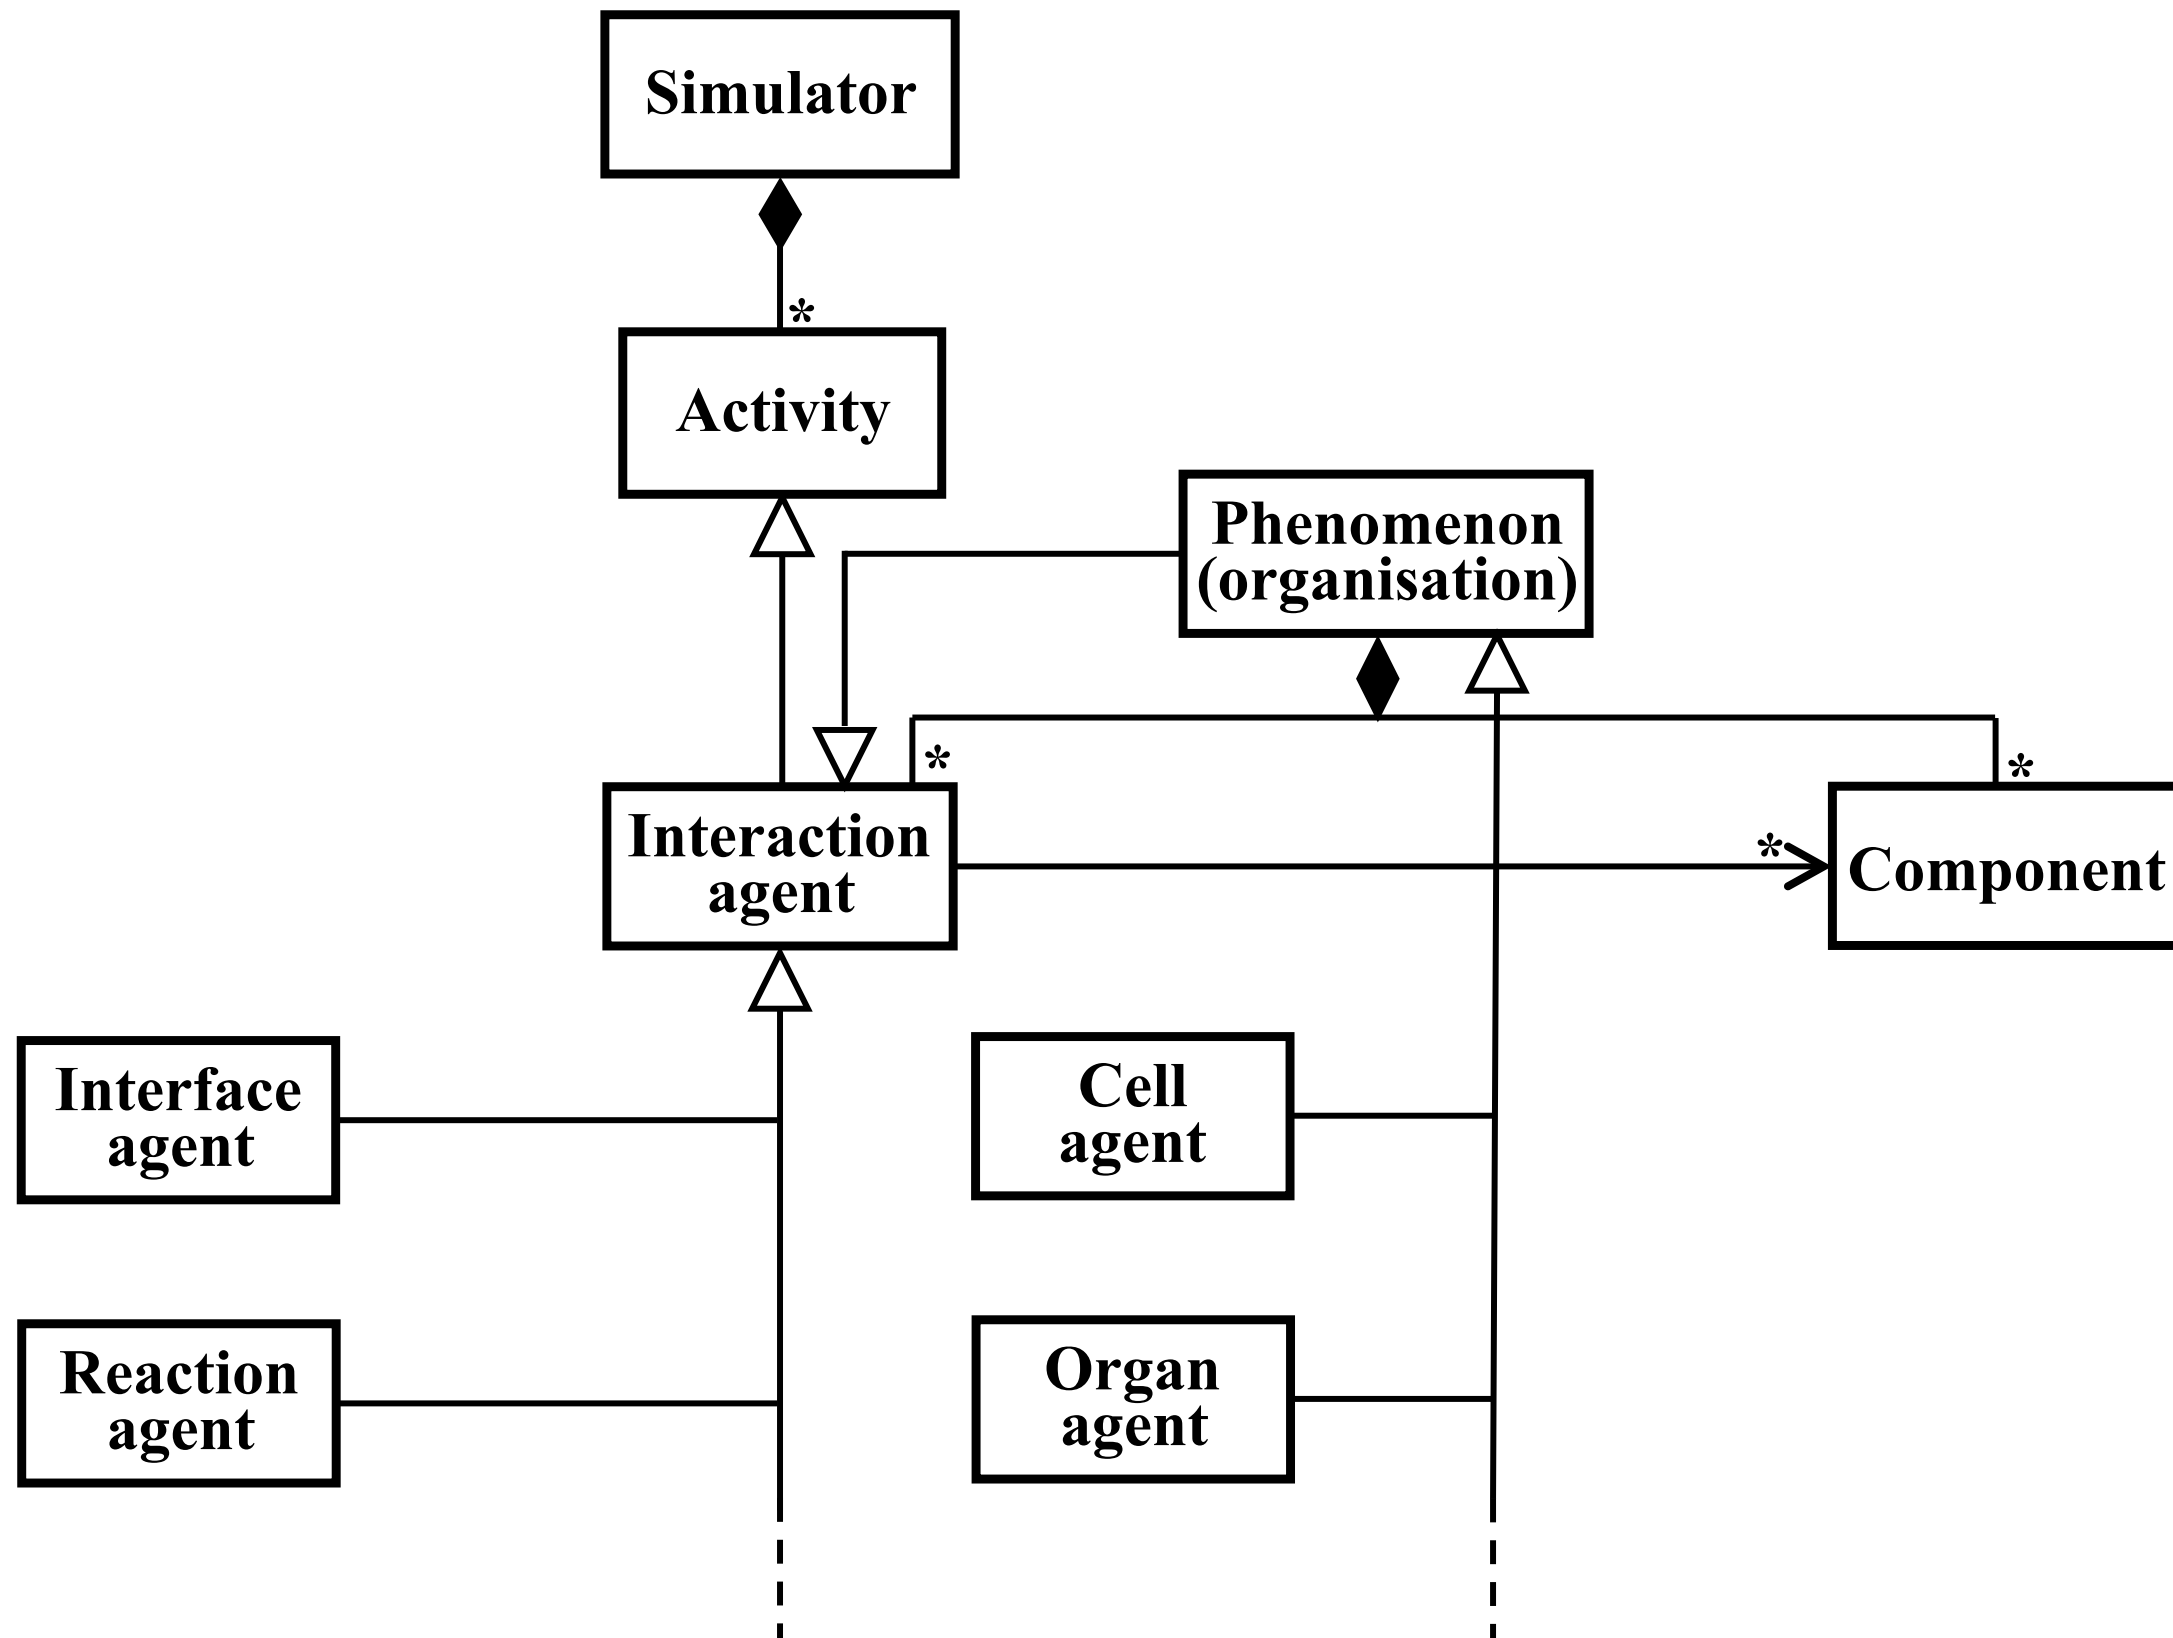 Simulator
*
Activity
Phenomenon
(organisation)
*
*
Interaction
agent
*
Component
Interface
agent
Cell
agent
Reaction
agent
Organ
agent